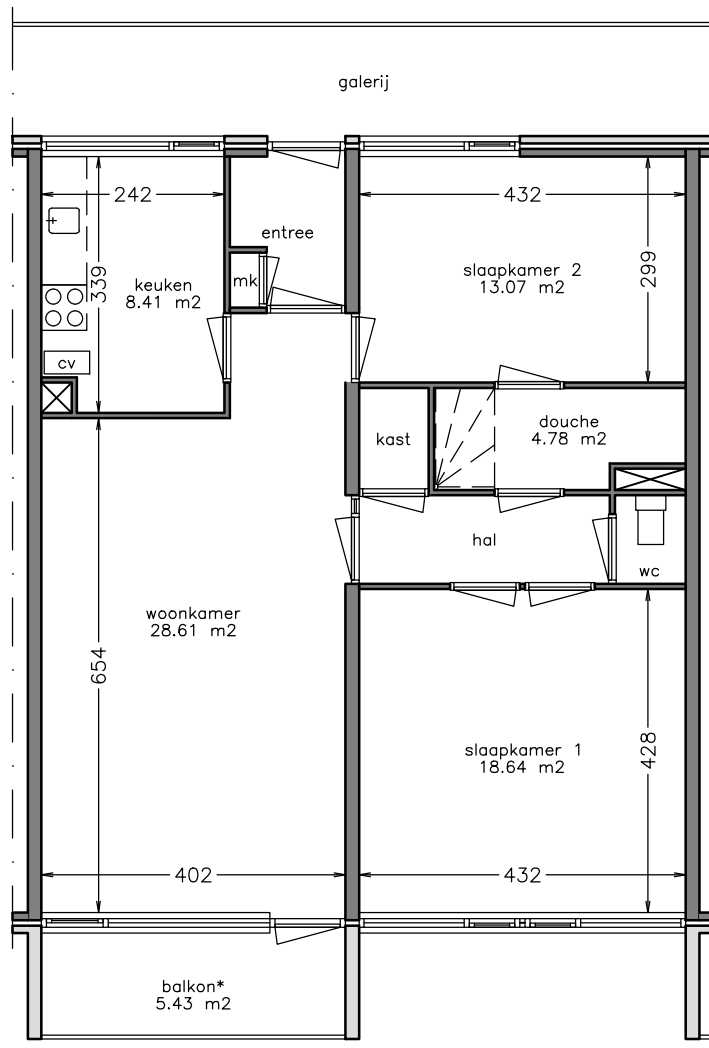 galerij
242
432
entree
339
keuken
8.41 m2
mk
slaapkamer 2
13.07 m2
299
cv
kast
douche
4.78 m2
hal
wc
woonkamer
28.61 m2
654
slaapkamer 1
18.64 m2
428
402
432
balkon*
5.43 m2